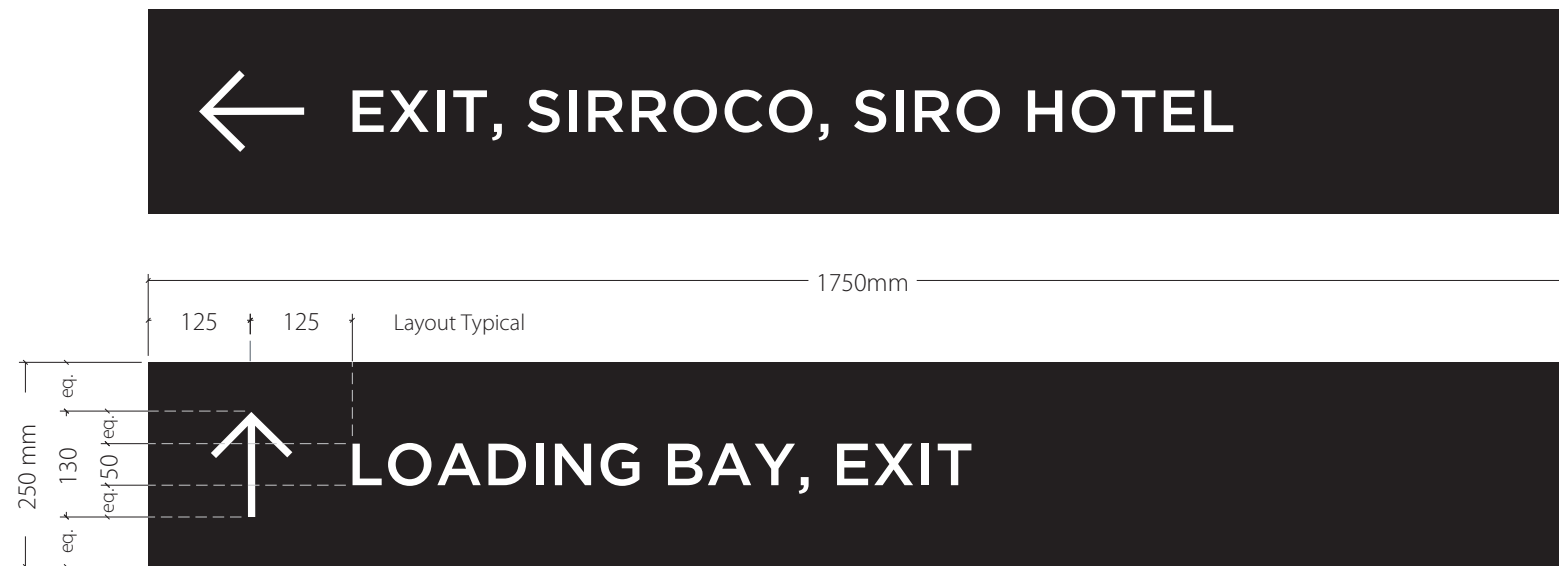 EXIT, SIRROCO, SIRO HOTEL
1750mm
125 125 Layout Typical
eq.
eq.
LOADING BAY, EXIT
250 mm
130
50
eq.
eq.